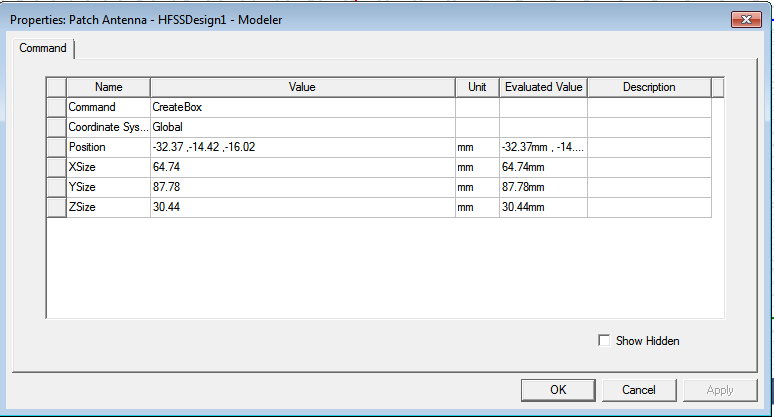 Properties: Patch Antenna - HFSSDesign1 - Modeler
Command
Name Value Unit Evaluated Value Description
Command CreateBox
Coordinate Sys... Global
Position -32.37 ,-14.42 ,-16.02 mm -32.37mm , -14....
XSize 64.74 mm 64.74mm
YSize 87.78 mm 87.78mm
ZSize 30.44 mm 30.44mm
Show Hidden
OK Cancel Apply